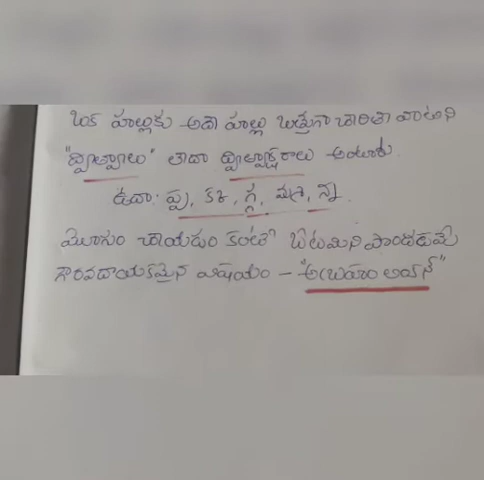 ఒక హల్లుకు అదే హల్లు ఒత్తుగా చేరితే వాటిని
"ద్విత్వాలు" లేదా ద్విత్వాక్షరాలు అంటారు.
ఉదా: ప్ప, క్క, గ్గ, మ్మ, న్న.
మోసం చేయడం కంటే ఓటమిని పొందడమే
గౌరవదాయకమైన విషయం - "అబ్రహం లింకన్"